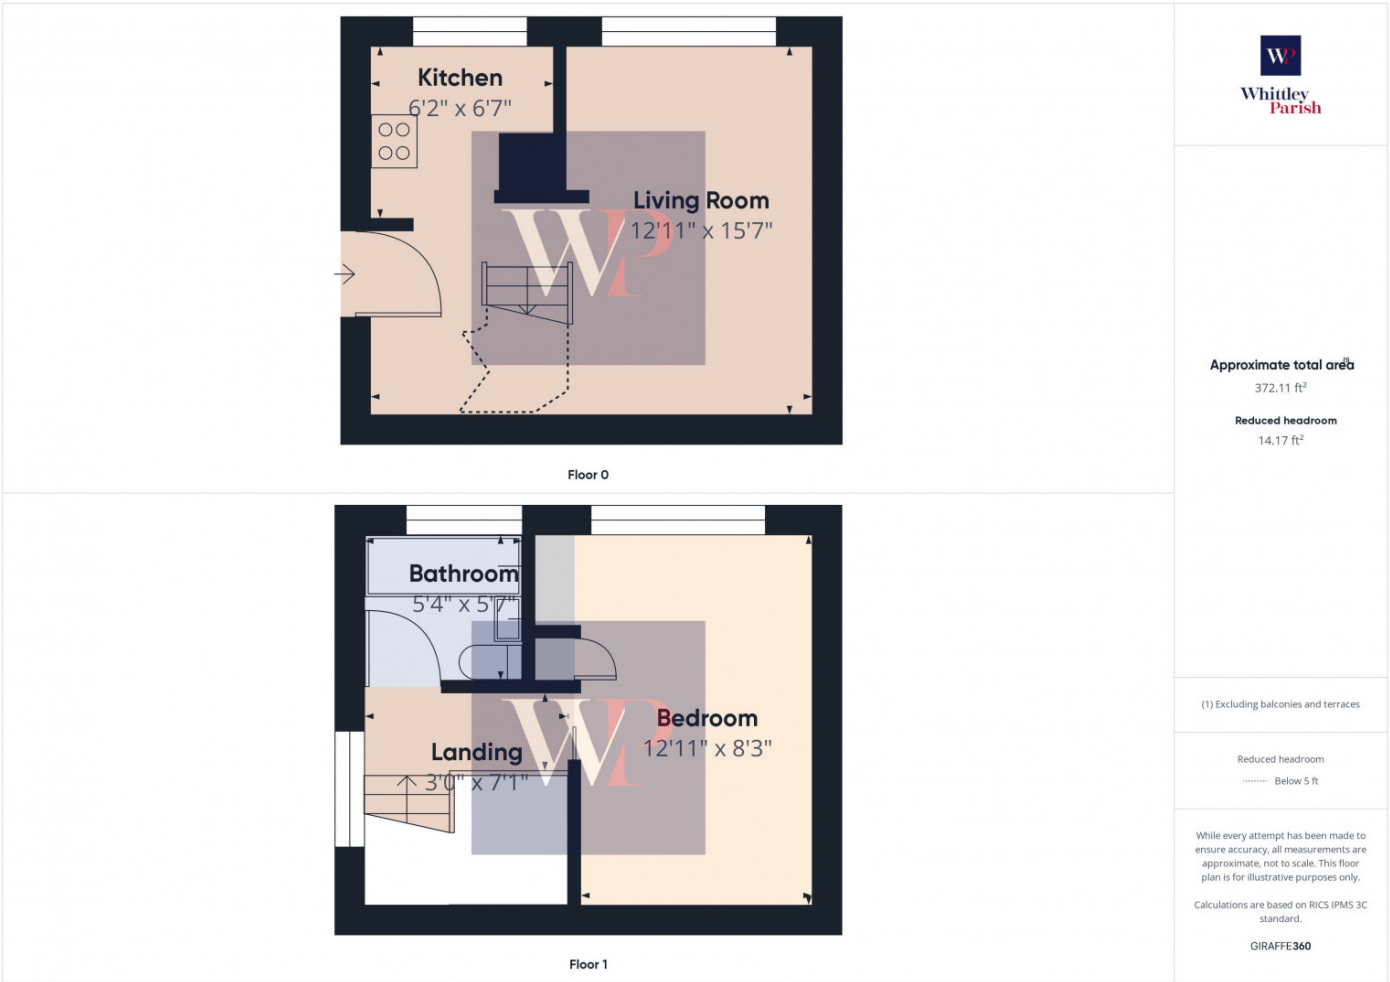 Kitchen
6'2" x 6'7"
Living Room
12'11" x 15'7"
WP
Floor 0
Bathroom
5'4" x 5'7"
Bedroom
12'11" x 8'3"
Landing
3'0" x 7'1"
WP
Floor 1
WP
Whittley
Parish
Approximate total area(1)
372.11 ft²
Reduced headroom
14.17 ft²
(1) Excluding balconies and terraces
Reduced headroom
Below 5 ft
While every attempt has been made to
ensure accuracy, all measurements are
approximate, not to scale. This floor
plan is for illustrative purposes only.
Calculations are based on RICS IPMS 3C
standard.
GIRAFFE360